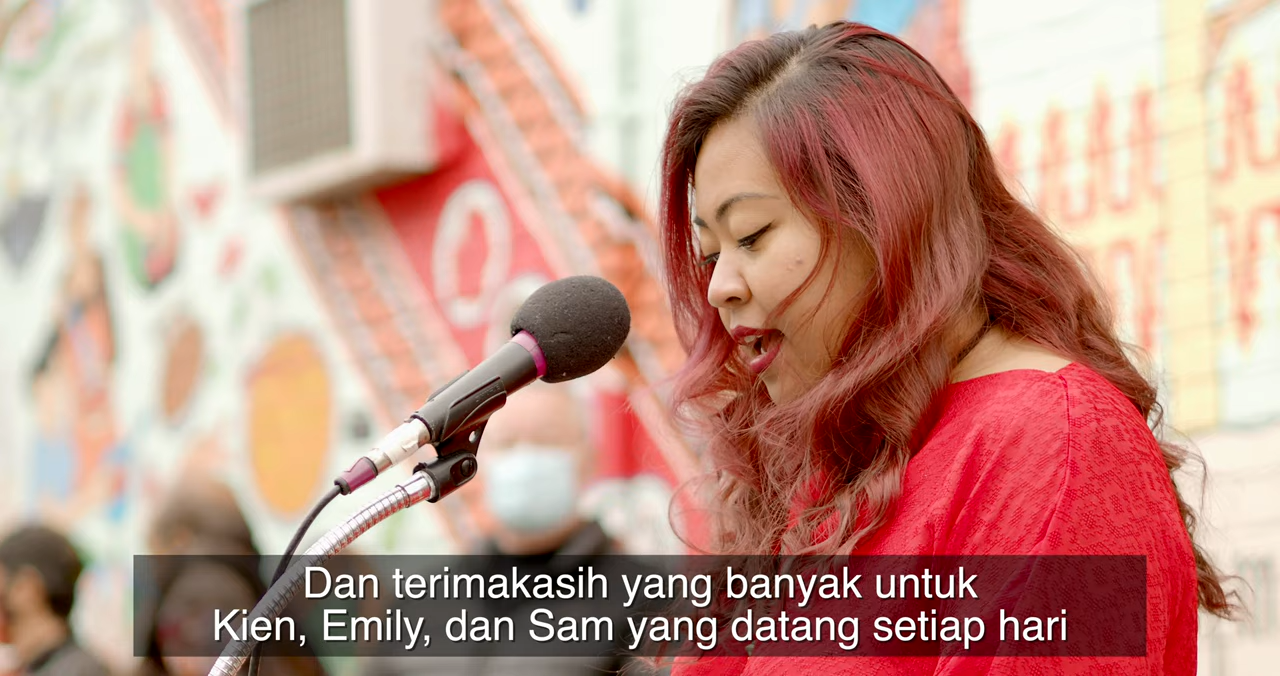 Dan terimakasih yang banyak untuk
Kien, Emily, dan Sam yang datang setiap hari